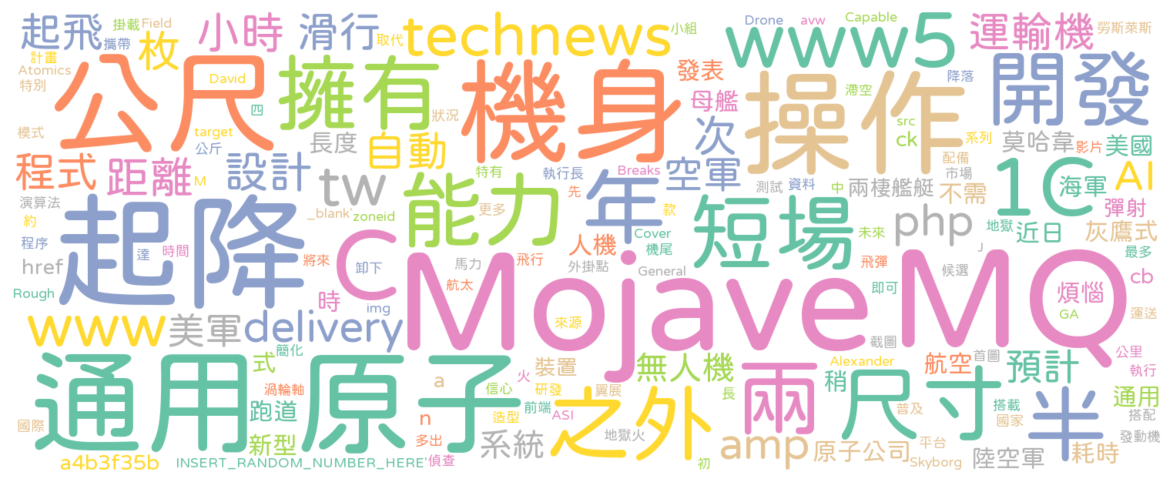 起飛 攜帶 掛載 Field 枚 小時 滑行 取代 technews 小組 Drone avw Capable www5 運輸機 勞斯萊斯
計畫 Atomics 特別 公尺 David 四 擁有 狀況 機身 發表 母艦 滯空 操作 src ck 降落 系列 開發
模式 target 公斤 M 長度 自動 特有 執行長 Breaks 次 空軍 莫哈韋 影片 美國
程式 距離 設計 tw 能力 先 年 測試 資料 中 配備 市場 兩棲艦艇 不需 1C 海軍 AI 彈射
演算法 約 _blank' zoneid 更多 款 短場 php 地獄 近日 灰鷹式
程序 達 時間 起降 將來 卸下 C 馬力 飛行 人機 Cover 機尾 未來 飛彈 」 最多
href Rough img 時 航太 外掛點 General Mojave 即可 候選 MQ 煩惱 GA cb 運送
www 美軍 delivery 來源 截圖 公里
通用原子 簡化 式 渦輪軸 a 信心 火 裝置 研發 翼展 無人機 兩 Alexander 稍 首圖 航空 預計 執行 通用
國際 跑道 新型 n 多出 造型 前端 ASI 系統 地獄火 之外 長 初 尺寸 普及 搭載 國家 半 搭配 發動機
a4b3f35b INSERT_RANDOM_NUMBER_HERE' 偵查 amp 原子公司 平台 Skyborg 陸空軍 耗時